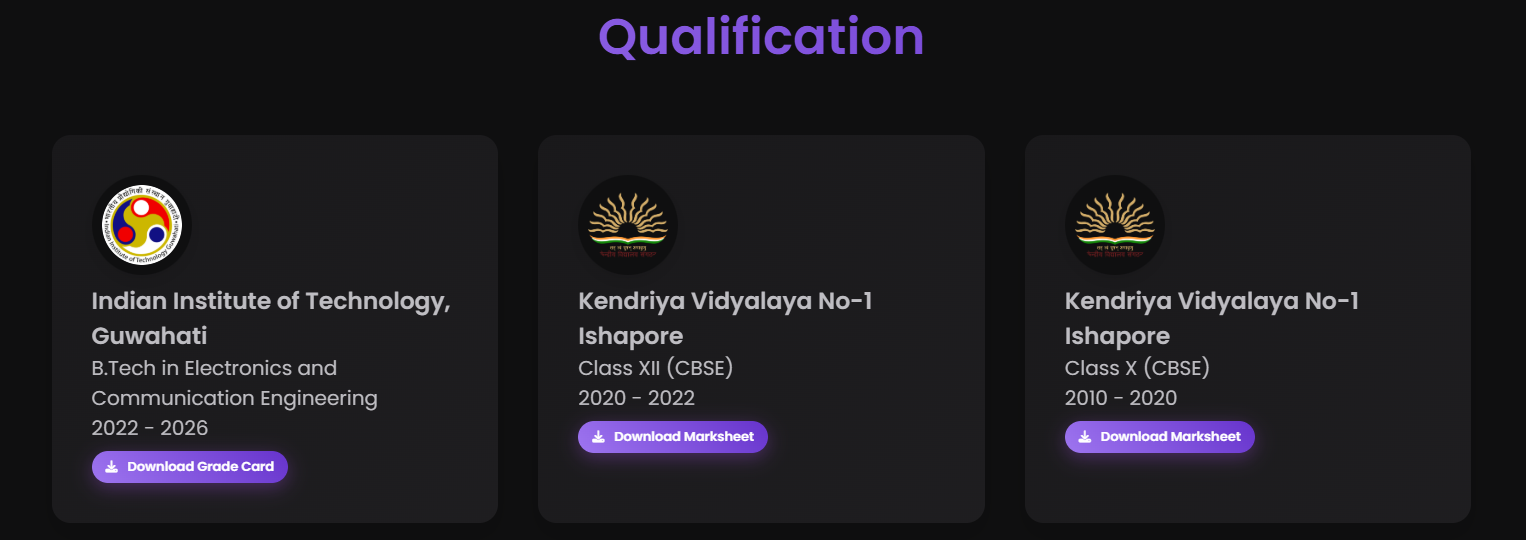 Qualification
Indian Institute of Technology,
Guwahati
B.Tech in Electronics and
Communication Engineering
2022 - 2026
Download Grade Card
Kendriya Vidyalaya No-1
Ishapore
Class XII (CBSE)
2020 - 2022
Download Marksheet
Kendriya Vidyalaya No-1
Ishapore
Class X (CBSE)
2010 - 2020
Download Marksheet